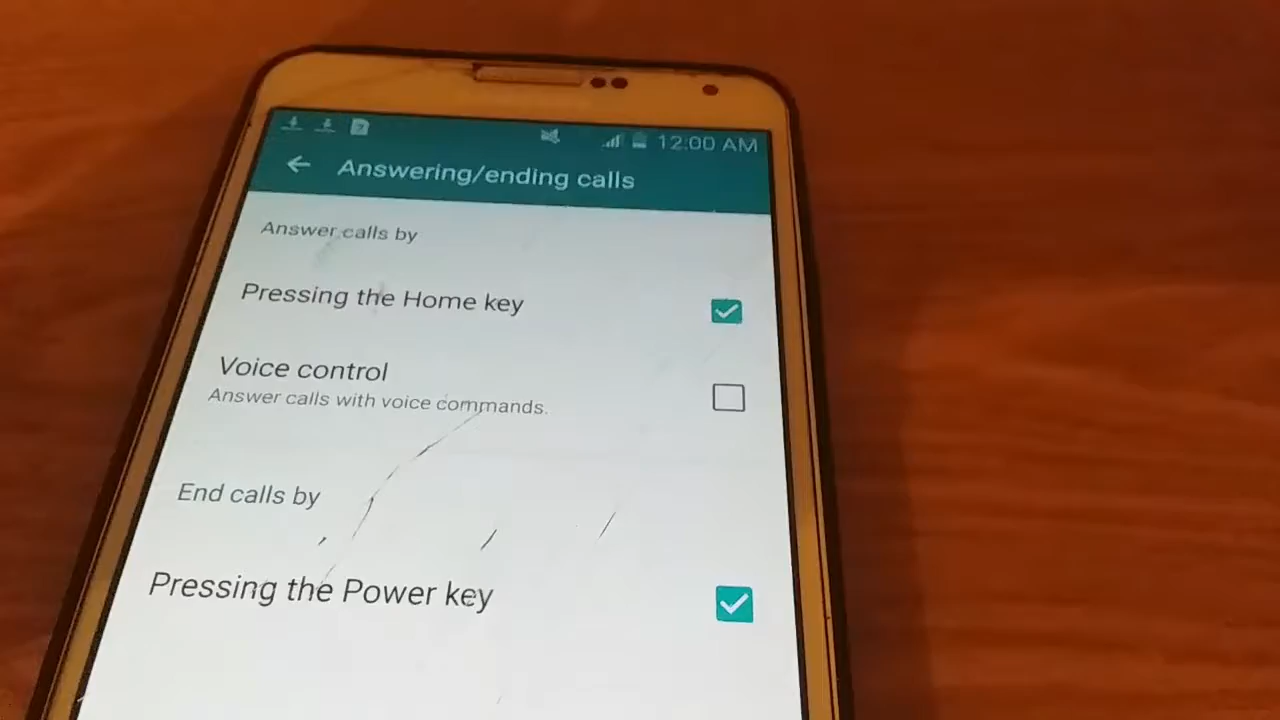 12:00 AM
Answering/ending calls
Answer calls by
Pressing the Home key
Voice control
Answer calls with voice commands.
End calls by
Pressing the Power key